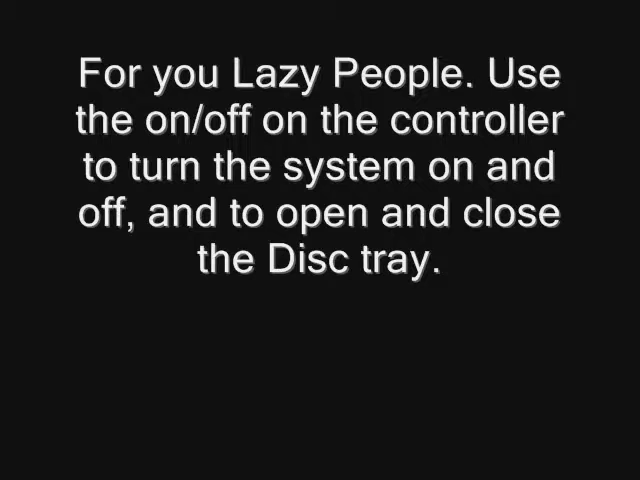 For you Lazy People. Use
the on/off on the controller
to turn the system on and
off, and to open and close
the Disc tray.